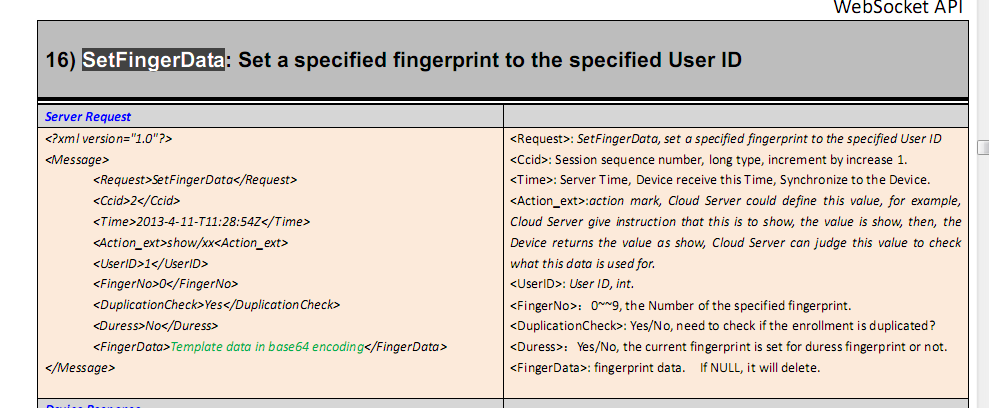 WebSocket API
16) SetFingerData: Set a specified fingerprint to the specified User ID
Server Request
<?xml version="1.0"?>
<Message>
<Request>SetFingerData</Request>
<Ccid>2</Ccid>
<Time>2013-4-11-T11:28:54Z</Time>
<Action_ext>show/xx<Action_ext>
<UserID>1</UserID>
<FingerNo>0</FingerNo>
<DuplicationCheck>Yes</DuplicationCheck>
<Duress>No</Duress>
<FingerData>Template data in base64 encoding</FingerData>
</Message>
<Request>: SetFingerData, set a specified fingerprint to the specified User ID
<Ccid>: Session sequence number, long type, increment by increase 1.
<Time>: Server Time, Device receive this Time, Synchronize to the Device.
<Action_ext>:action mark, Cloud Server could define this value, for example,
Cloud Server give instruction that this is to show, the value is show, then, the
Device returns the value as show, Cloud Server can judge this value to check
what this data is used for.
<UserID>: User ID, int.
<FingerNo>： 0~~9, the Number of the specified fingerprint.
<DuplicationCheck>: Yes/No, need to check if the enrollment is duplicated?
<Duress>： Yes/No, the current fingerprint is set for duress fingerprint or not.
<FingerData>: fingerprint data. If NULL, it will delete.
Device Response